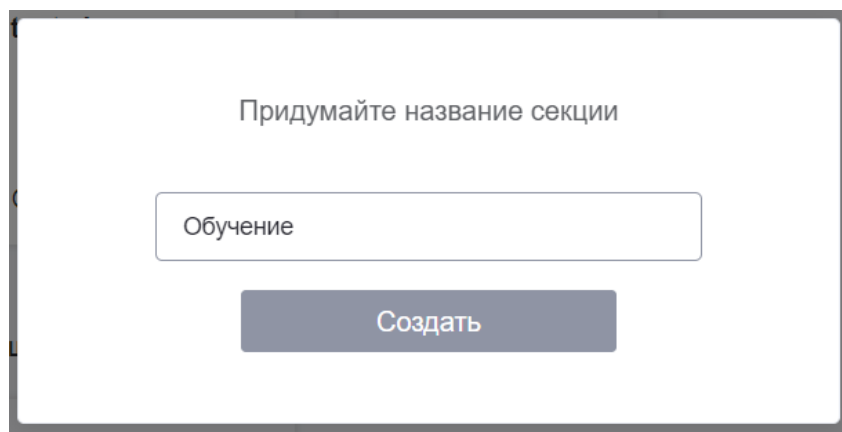 Придумайте название секции
Обучение
Создать